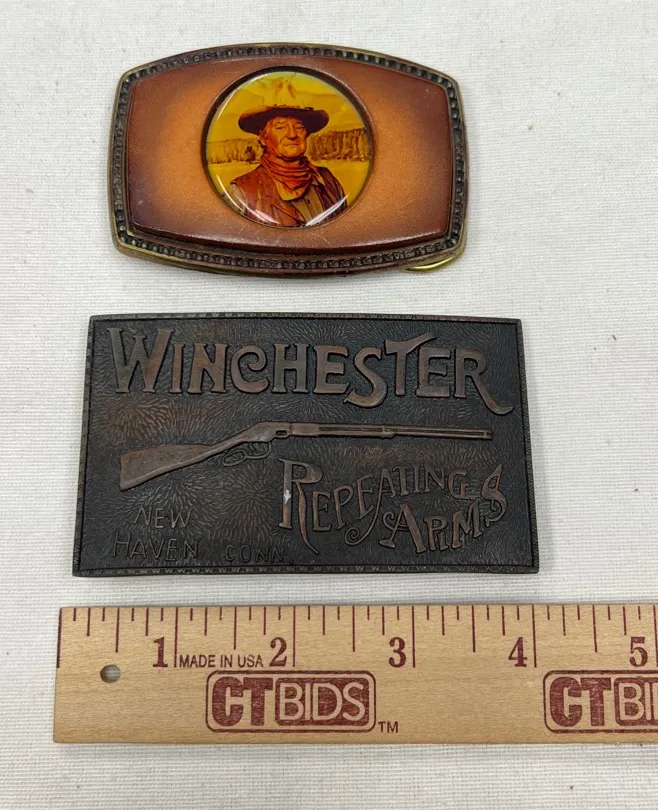 WINCHESTER
REPEATING
ARMS
NEW
HAVEN CONN.
1 MADE IN USA 2 3 4 5
CTBIDS TM CTBI